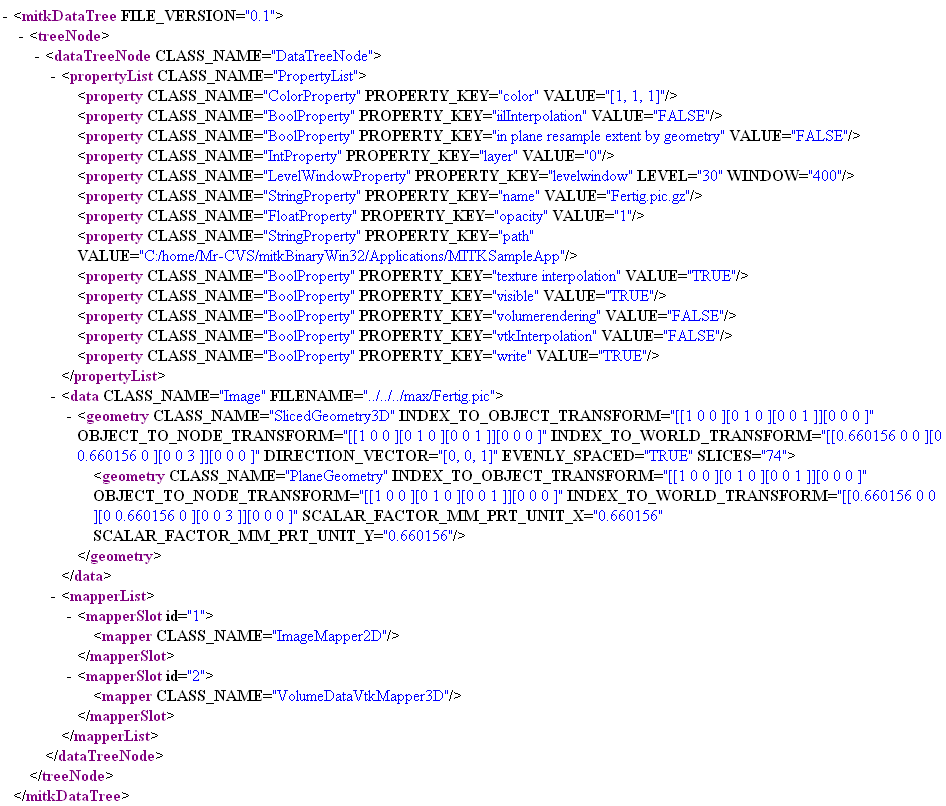 - <mitkDataTree FILE_VERSION="0.1">
- <treeNode>
- <dataTreeNode CLASS_NAME="DataTreeNode">
- <propertyList CLASS_NAME="PropertyList">
<property CLASS_NAME="ColorProperty" PROPERTY_KEY="color" VALUE="[1, 1, 1]"/>
<property CLASS_NAME="BoolProperty" PROPERTY_KEY="iilInterpolation" VALUE="FALSE"/>
<property CLASS_NAME="BoolProperty" PROPERTY_KEY="in plane resample extent by geometry" VALUE="FALSE"/>
<property CLASS_NAME="IntProperty" PROPERTY_KEY="layer" VALUE="0"/>
<property CLASS_NAME="LevelWindowProperty" PROPERTY_KEY="levelwindow" LEVEL="30" WINDOW="400"/>
<property CLASS_NAME="StringProperty" PROPERTY_KEY="name" VALUE="Fertig.pic.gz"/>
<property CLASS_NAME="FloatProperty" PROPERTY_KEY="opacity" VALUE="1"/>
<property CLASS_NAME="StringProperty" PROPERTY_KEY="path"
VALUE="C:/home/Mr-CVS/mitkBinaryWin32/Applications/MITKSampleApp"/>
<property CLASS_NAME="BoolProperty" PROPERTY_KEY="texture interpolation" VALUE="TRUE"/>
<property CLASS_NAME="BoolProperty" PROPERTY_KEY="visible" VALUE="TRUE"/>
<property CLASS_NAME="BoolProperty" PROPERTY_KEY="volumerendering" VALUE="FALSE"/>
<property CLASS_NAME="BoolProperty" PROPERTY_KEY="vtkInterpolation" VALUE="FALSE"/>
<property CLASS_NAME="BoolProperty" PROPERTY_KEY="write" VALUE="TRUE"/>
</propertyList>
- <data CLASS_NAME="Image" FILENAME="../../../max/Fertig.pic">
- <geometry CLASS_NAME="SlicedGeometry3D" INDEX_TO_OBJECT_TRANSFORM="[[1 0 0 ][0 1 0 ][0 0 1 ]][0 0 0 ]"
OBJECT_TO_NODE_TRANSFORM="[[1 0 0 ][0 1 0 ][0 0 1 ]][0 0 0 ]" INDEX_TO_WORLD_TRANSFORM="[[0.660156 0 0 ][0
0.660156 0 ][0 0 3 ]][0 0 0 ]" DIRECTION_VECTOR="[0, 0, 1]" EVENLY_SPACED="TRUE" SLICES="74">
<geometry CLASS_NAME="PlaneGeometry" INDEX_TO_OBJECT_TRANSFORM="[[1 0 0 ][0 1 0 ][0 0 1 ]][0 0 0 ]"
OBJECT_TO_NODE_TRANSFORM="[[1 0 0 ][0 1 0 ][0 0 1 ]][0 0 0 ]" INDEX_TO_WORLD_TRANSFORM="[[0.660156 0 0
][0 0.660156 0 ][0 0 3 ]][0 0 0 ]" SCALAR_FACTOR_MM_PRT_UNIT_X="0.660156"
SCALAR_FACTOR_MM_PRT_UNIT_Y="0.660156"/>
</geometry>
</data>
- <mapperList>
- <mapperSlot id="1">
<mapper CLASS_NAME="ImageMapper2D"/>
</mapperSlot>
- <mapperSlot id="2">
<mapper CLASS_NAME="VolumeDataVtkMapper3D"/>
</mapperSlot>
</mapperList>
</dataTreeNode>
</treeNode>
</mitkDataTree>